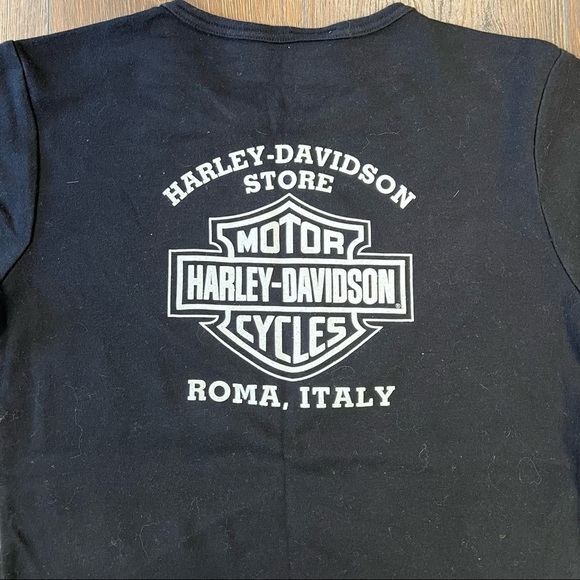 HARLEY-DAVIDSON
STORE
MOTOR
HARLEY-DAVIDSON®
CYCLES
ROMA, ITALY